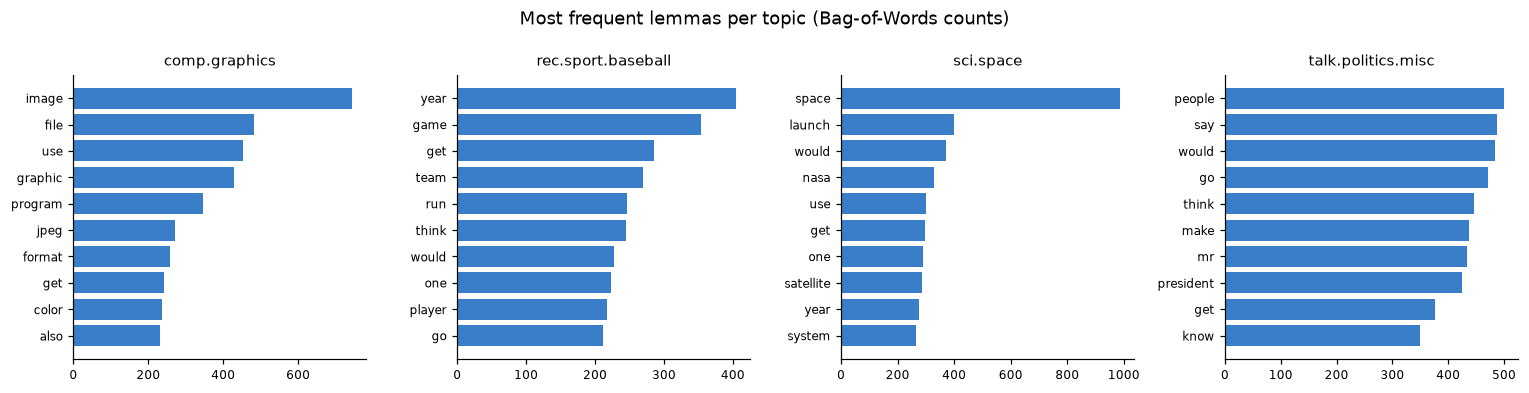 Most frequent lemmas per topic (Bag-of-Words counts)
comp.graphics
image
file
use
graphic
program
jpeg
format
get
color
also
0 200 400 600
rec.sport.baseball
year
game
get
team
run
think
would
one
player
go
0 100 200 300 400
sci.space
space
launch
would
nasa
use
get
one
satellite
year
system
0 200 400 600 800 1000
talk.politics.misc
people
say
would
go
think
make
mr
president
get
know
0 100 200 300 400 500